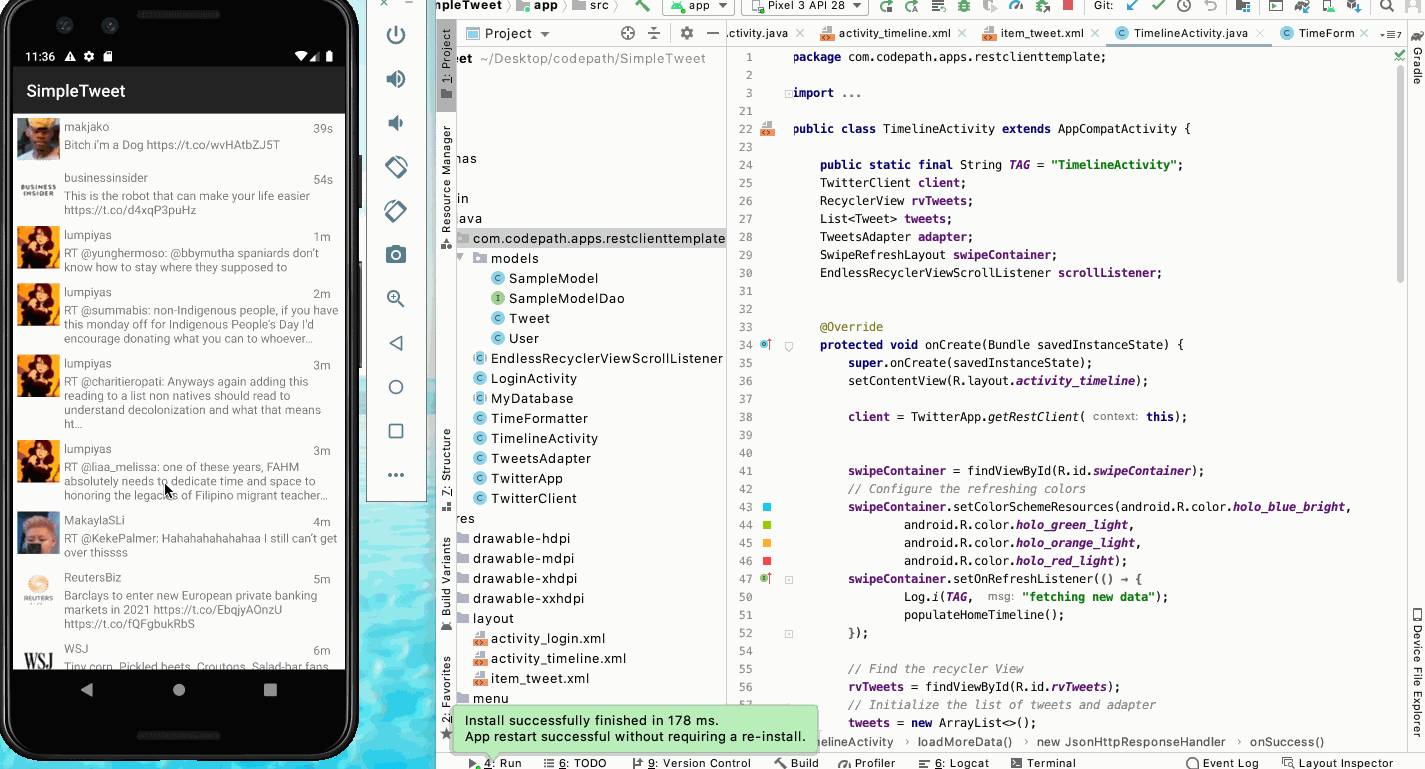 11:36
SimpleTweet
makjako 39s
Bitch i'm a Dog https://t.co/wvHAtbZJ5T
businessinsider 54s
BUSINESS INSIDER
This is the robot that can make your life easier
https://t.co/d4xqP3puHz
lumpiyas 1m
RT @yunghermoso: @bbymutha spaniards don't
know how to stay where they supposed to
lumpiyas 2m
RT @summabis: non-Indigenous people, if you have
this monday off for Indigenous People's Day I'd
encourage donating what you can to whoever...
lumpiyas 3m
RT @charitieropati: Anyways again adding this
reading to a list non natives should read to
understand decolonization and what that means
ht...
lumpiyas 3m
RT @liaa_melissa: one of these years, FAHM
absolutely needs to dedicate time and space to
honoring the legacies of Filipino migrant teacher...
MakaylaSLi 4m
RT @KekePalmer: Hahahahahahahaa I still can't get
over thissss
ReutersBiz 5m
REUTERS
Barclays to enter new European private banking
markets in 2021 https://t.co/EbqjyAOnzU
https://t.co/fQFgbukRbS
WSJ 6m
WSJ
Tiny corn, Pickled beets, Croutons, Salad-bar fans
mpleTweet app src
app Pixel 3 API 28 Git:
1: Project
Resource Manager
7: Structure
Build Variants
2: Favorites
Project
eet ~/Desktop/codepath/SimpleTweet
nas
in
ava
com.codepath.apps.restclienttemplate
models
SampleModel
SampleModelDao
Tweet
User
EndlessRecyclerViewScrollListener
LoginActivity
MyDatabase
TimeFormatter
TimelineActivity
TweetsAdapter
TwitterApp
TwitterClient
res
drawable-hdpi
drawable-mdpi
drawable-xhdpi
drawable-xxhdpi
layout
activity_login.xml
activity_timeline.xml
item_tweet.xml
menu
ctivity.java activity_timeline.xml item_tweet.xml TimelineActivity.java TimeForm 7
1 package com.codepath.apps.restclienttemplate;
2
3 import ...
21
22 public class TimelineActivity extends AppCompatActivity {
23
24 public static final String TAG = "TimelineActivity";
25 TwitterClient client;
26 RecyclerView rvTweets;
27 List<Tweet> tweets;
28 TweetsAdapter adapter;
29 SwipeRefreshLayout swipeContainer;
30 EndlessRecyclerViewScrollListener scrollListener;
31
32
33 @Override
34 protected void onCreate(Bundle savedInstanceState) {
35 super.onCreate(savedInstanceState);
36 setContentView(R.layout.activity_timeline);
37
38 client = TwitterApp.getRestClient( context: this);
39
40
41 swipeContainer = findViewById(R.id.swipeContainer);
42 // Configure the refreshing colors
43 swipeContainer.setColorSchemeResources(android.R.color.holo_blue_bright,
44 android.R.color.holo_green_light,
45 android.R.color.holo_orange_light,
46 android.R.color.holo_red_light);
47 swipeContainer.setOnRefreshListener(() → {
50 Log.i(TAG, msg: "fetching new data");
51 populateHomeTimeline();
52 });
54
55 // Find the recycler View
56 rvTweets = findViewById(R.id.rvTweets);
57 // Initialize the list of tweets and adapter
58 tweets = new ArrayList<>();
Gradle
Device File Explorer
Install successfully finished in 178 ms.
App restart successful without requiring a re-install.
melineActivity › loadMoreData() › new JsonHttpResponseHandler › onSuccess()
4: Run 6: TODO 9: Version Control Build Profiler 6: Logcat Terminal Event Log Layout Inspector